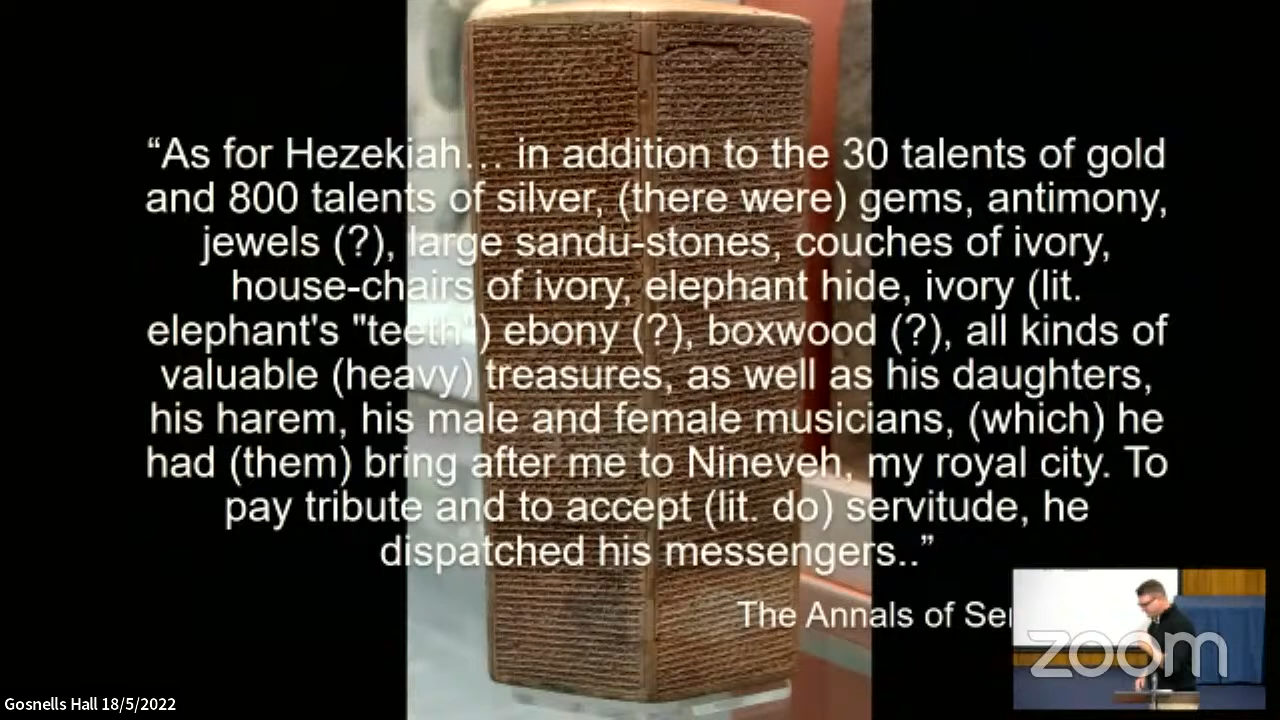 “As for Hezekiah… in addition to the 30 talents of gold
and 800 talents of silver, (there were) gems, antimony,
jewels (?), large sandu-stones, couches of ivory,
house-chairs of ivory, elephant hide, ivory (lit.
elephant's "teeth") ebony (?), boxwood (?), all kinds of
valuable (heavy) treasures, as well as his daughters,
his harem, his male and female musicians, (which) he
had (them) bring after me to Nineveh, my royal city. To
pay tribute and to accept (lit. do) servitude, he
dispatched his messengers..”
The Annals of
zoom
Gosnells Hall 18/5/2022